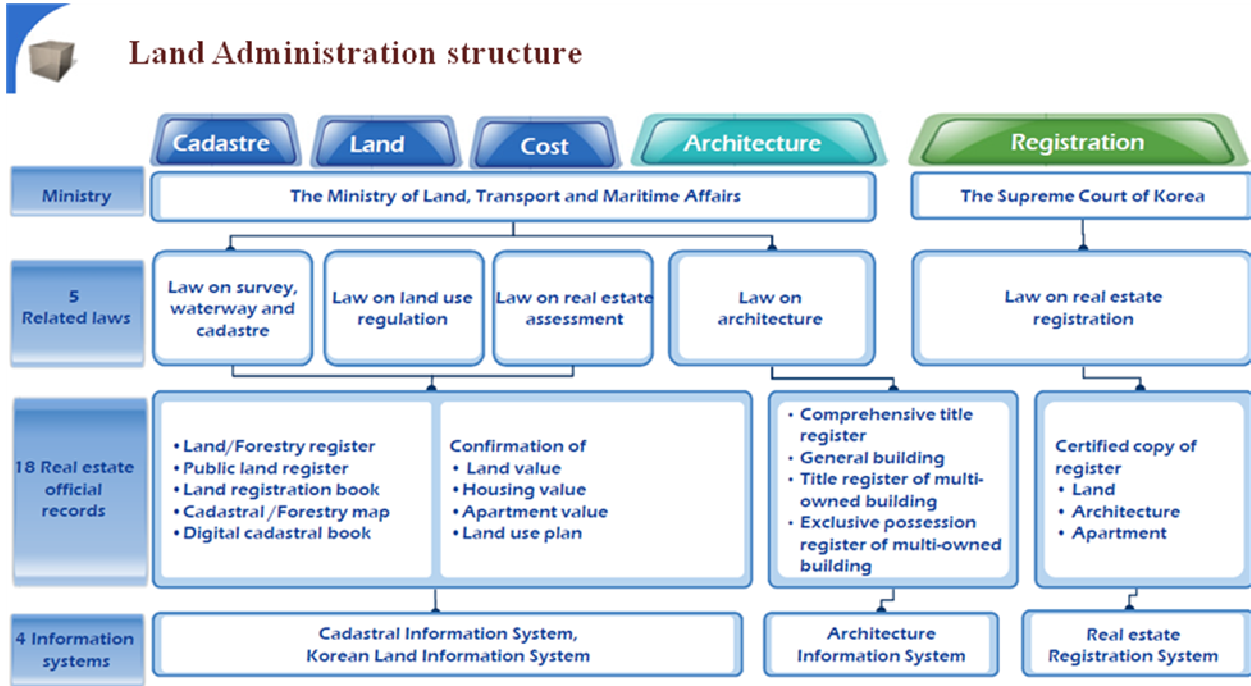 Land Administration structure
Cadastre
Land
Cost
Architecture
Registration
Ministry
The Ministry of Land, Transport and Maritime Affairs
The Supreme Court of Korea
5
Related laws
Law on survey,
waterway and
cadastre
Law on land use
regulation
Law on real estate
assessment
Law on
architecture
Law on real estate
registration
18 Real estate
official
records
• Land/Forestry register
• Public land register
• Land registration book
• Cadastral /Forestry map
• Digital cadastral book
Confirmation of
• Land value
• Housing value
• Apartment value
• Land use plan
• Comprehensive title
register
• General building
• Title register of multi-
owned building
• Exclusive possession
register of multi-owned
building
Certified copy of
register
• Land
• Architecture
• Apartment
4 Information
systems
Cadastral Information System,
Korean Land Information System
Architecture
Information System
Real estate
Registration System